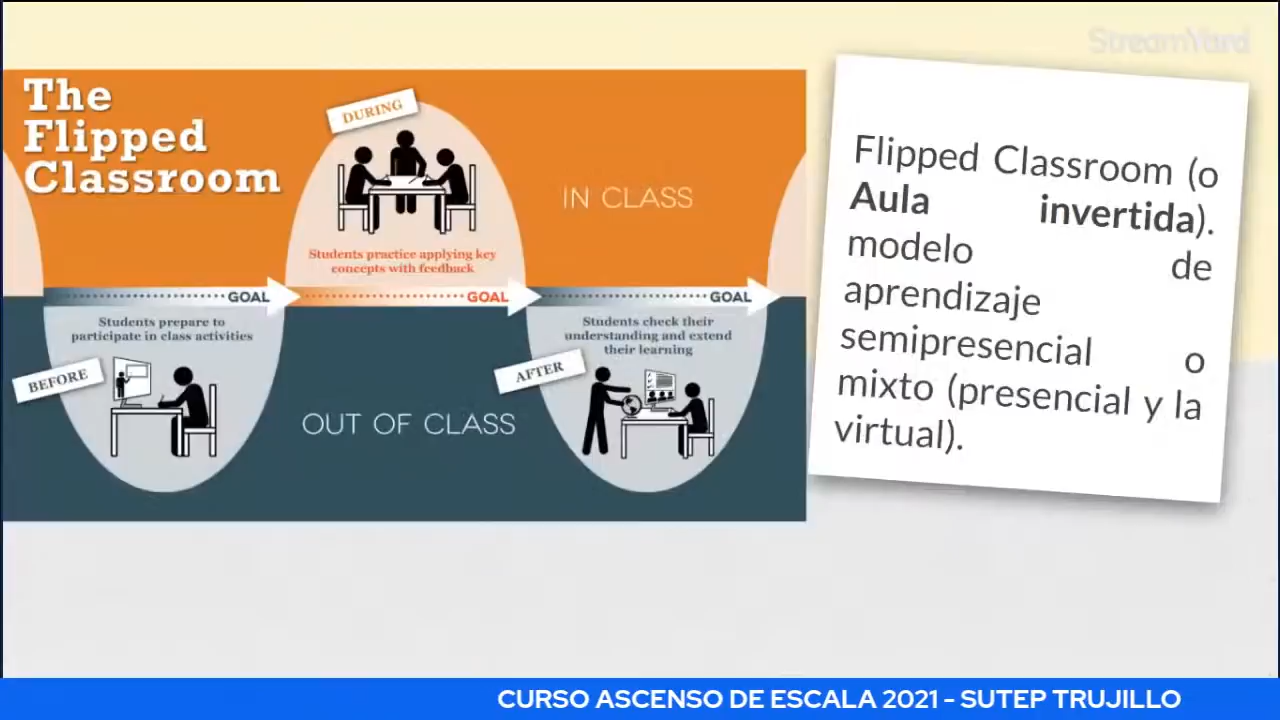 StreamYard
The
Flipped
Classroom
DURING
IN CLASS
Students practice applying key
concepts with feedback
GOAL
GOAL
GOAL
Students prepare to
participate in class activities
BEFORE
OUT OF CLASS
Students check their
understanding and extend
their learning
AFTER
Flipped Classroom (o
Aula invertida).
modelo de
aprendizaje
semipresencial o
mixto (presencial y la
virtual).
CURSO ASCENSO DE ESCALA 2021 - SUTEP TRUJILLO